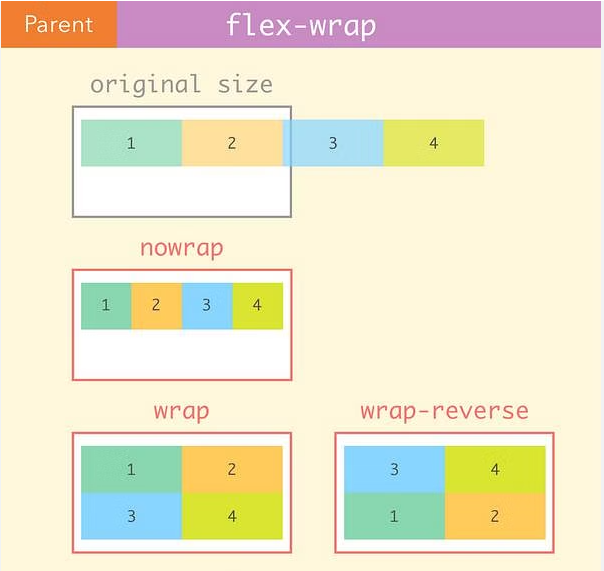 Parent
flex-wrap
original size
1 2 3 4
nowrap
1 2 3 4
wrap
1 2
3 4
wrap-reverse
3 4
1 2